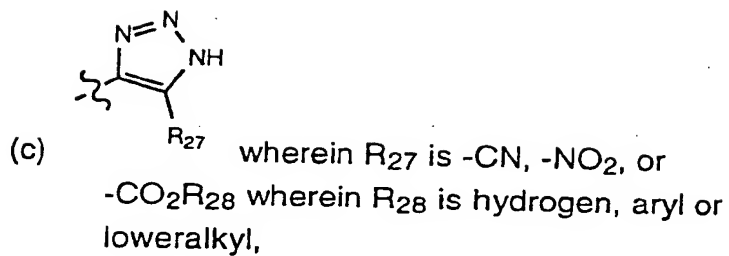 N=N
NH
R27
(c) wherein R27 is -CN, -NO2, or
-CO2R28 wherein R28 is hydrogen, aryl or
loweralkyl,